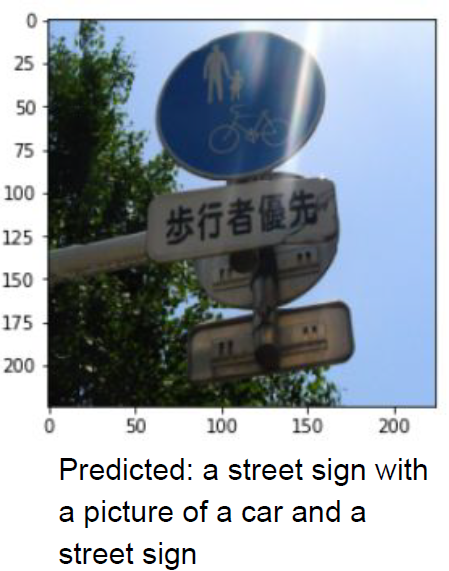 0
25
50
75
100
歩行者優先
125
150
175
200
0 50 100 150 200
Predicted: a street sign with
a picture of a car and a
street sign